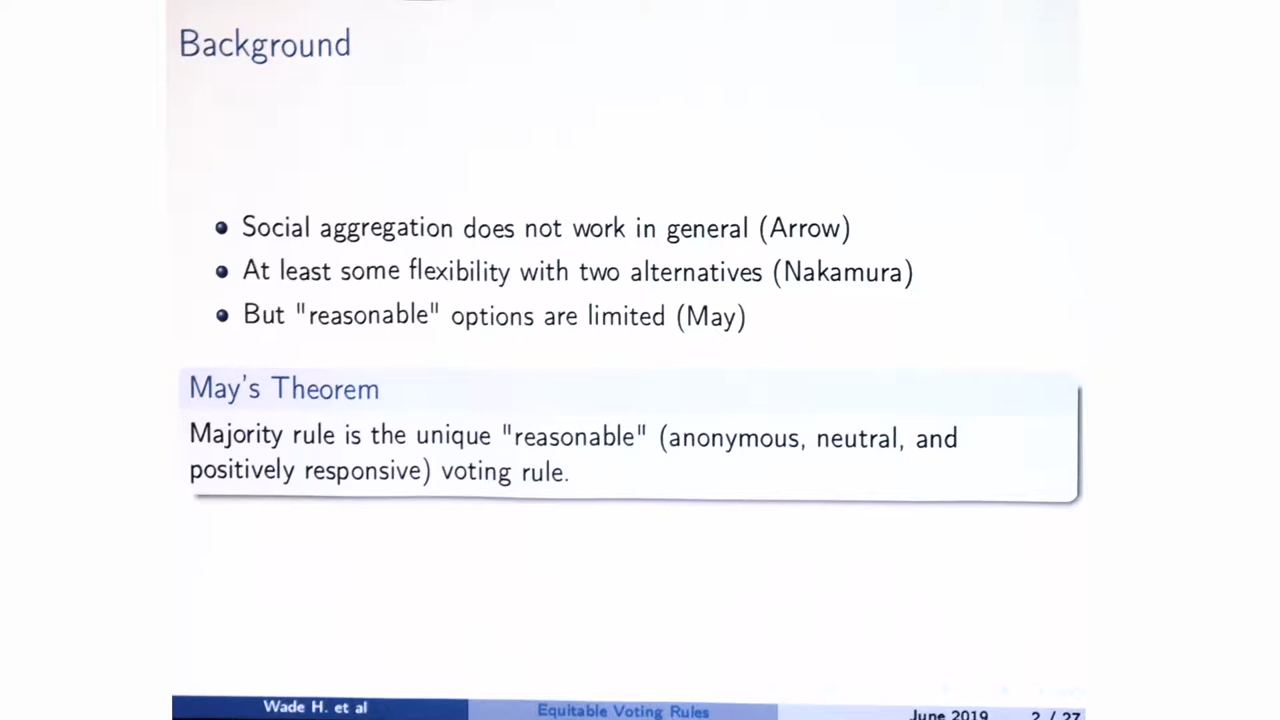 Background
Social aggregation does not work in general (Arrow)
At least some flexibility with two alternatives (Nakamura)
But "reasonable" options are limited (May)
May's Theorem
Majority rule is the unique "reasonable" (anonymous, neutral, and
positively responsive) voting rule.
Wade H. et al Equitable Voting Rules June 2019 2 / 27